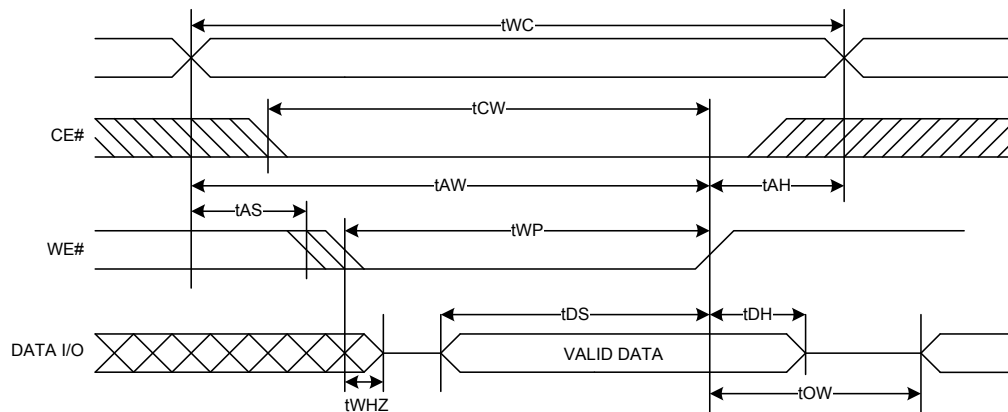 tWC
tCW
CE#
tAW
tAH
tAS
tWP
WE#
tDS
tDH
DATA I/O
VALID DATA
tWHZ
tOW